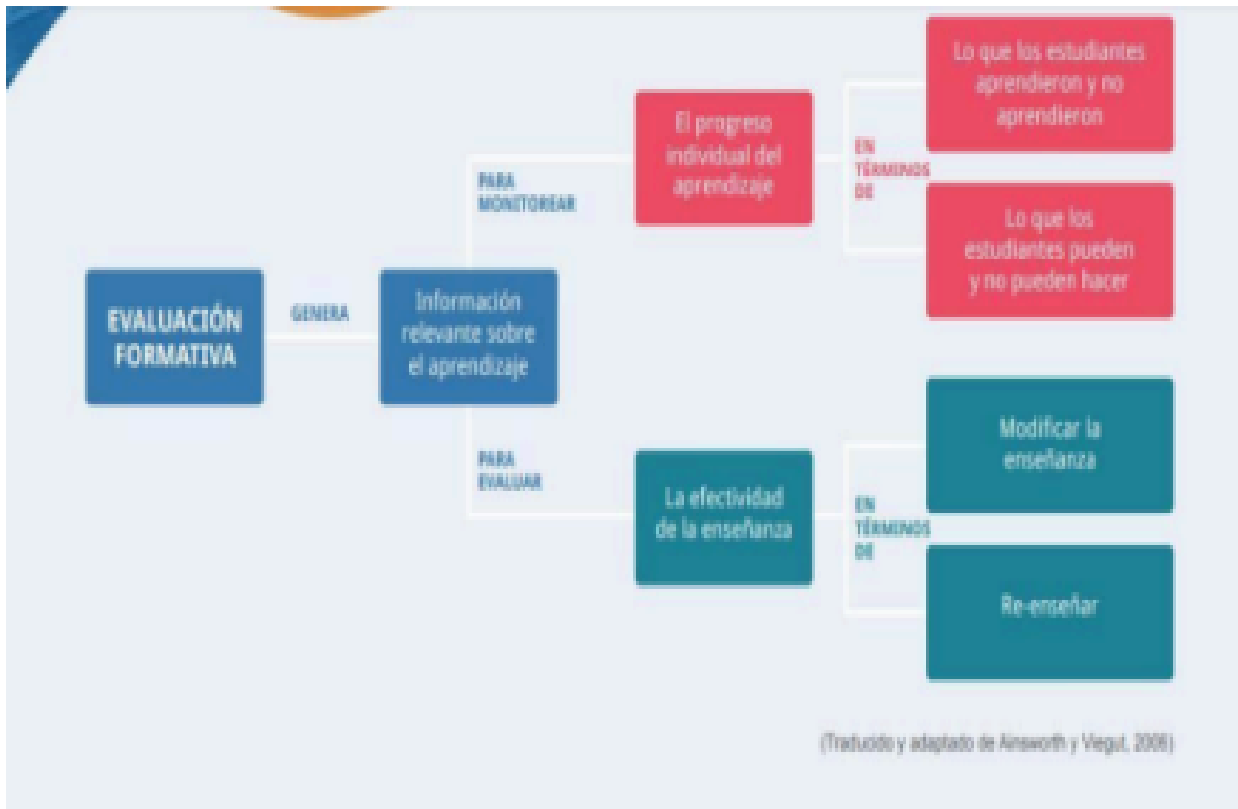 EVALUACIÓN
FORMATIVA
GENERA
Información
relevante sobre
el aprendizaje
PARA
MONITOREAR
El progreso
individual del
aprendizaje
EN
TÉRMINOS
DE
Lo que los estudiantes
aprendieron y no
aprendieron
Lo que los
estudiantes pueden
y no pueden hacer
PARA
EVALUAR
La efectividad
de la enseñanza
EN
TÉRMINOS
DE
Modificar la
enseñanza
Re-enseñar
(Traducido y adaptado de Ainsworth y Viegut, 2006)